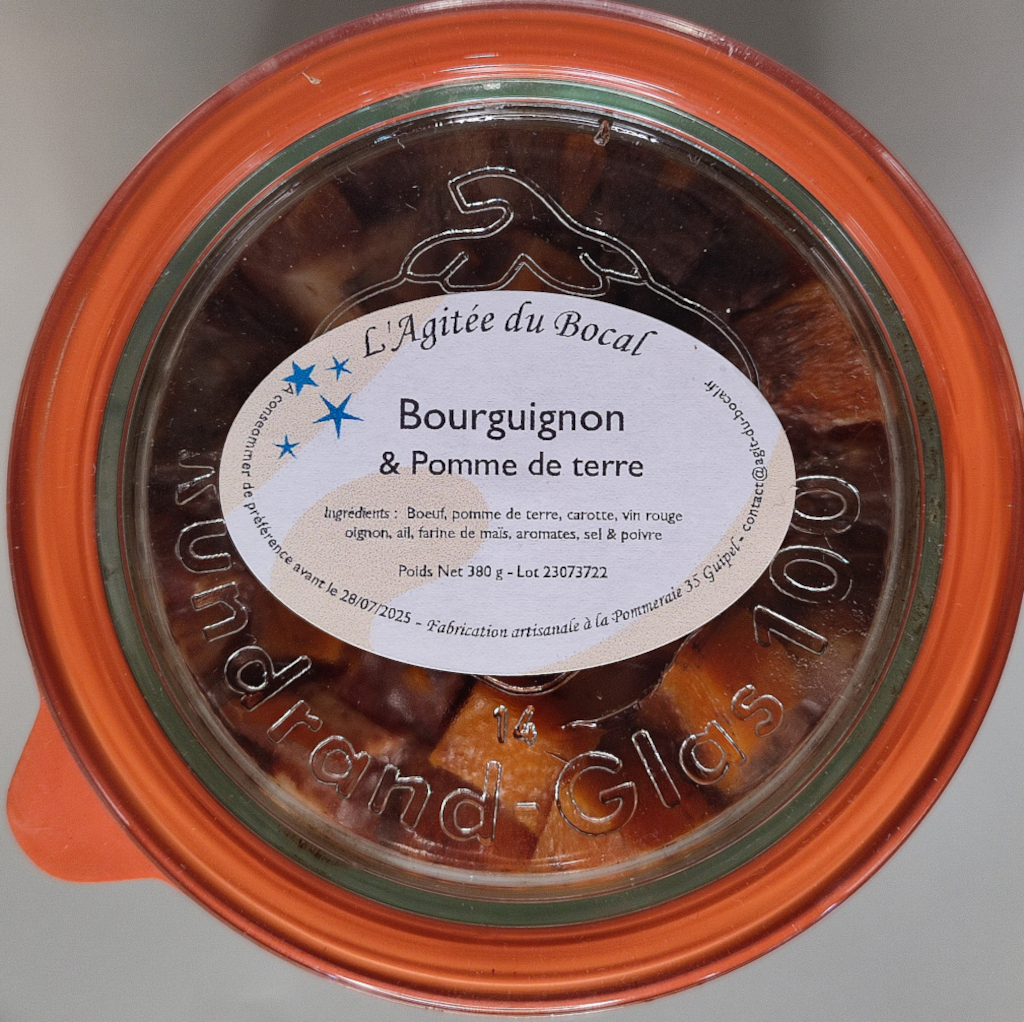 L'Agitée du Bocal
Bourguignon
& Pomme de terre
Ingrédients : Boeuf, pomme de terre, carotte, vin rouge
oignon, ail, farine de maïs, aromates, sel & poivre
Poids Net 380 g - Lot 23073722
A conseammer de préférence avant le 28/07/2025 - Fabrication artisanale à la Pommeraie 35 Guipel - contact@agit-du-bocal.fr
14
Rundrand-Glas 100